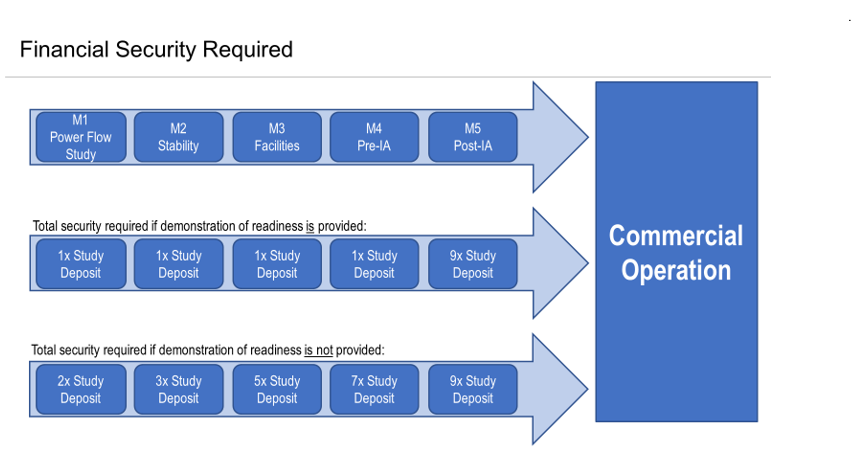 Financial Security Required
M1
Power Flow
Study
M2
Stability
M3
Facilities
M4
Pre-IA
M5
Post-IA
Total security required if demonstration of readiness is provided:
1x Study
Deposit
1x Study
Deposit
1x Study
Deposit
1x Study
Deposit
9x Study
Deposit
Commercial
Operation
Total security required if demonstration of readiness is not provided:
2x Study
Deposit
3x Study
Deposit
5x Study
Deposit
7x Study
Deposit
9x Study
Deposit